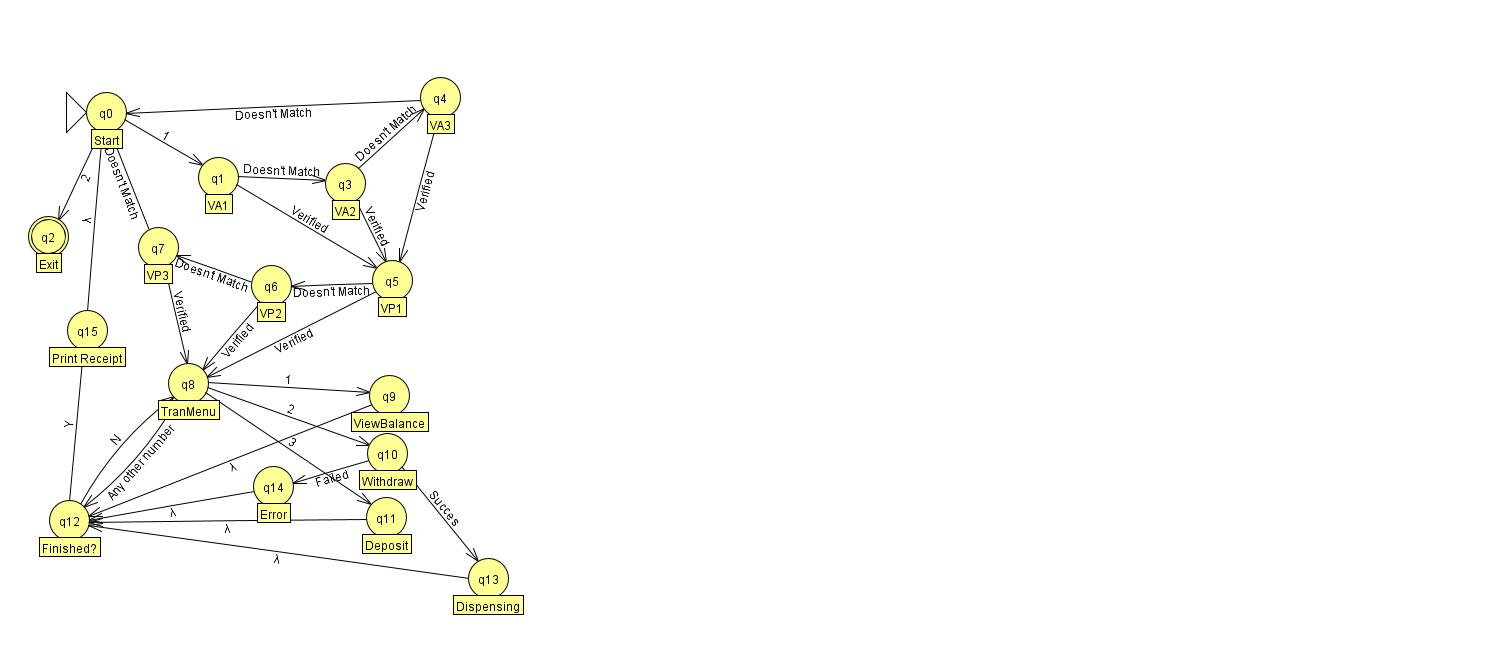 q4
Doesn't Match
q0
VA3
Start
1
Doesn't Match
Doesn't Match
Doesn't Match
q1
q3
VA1
VA2
2
Verified
Verified
Verified
λ
q2
Exit
q7
VP3
Doesn't Match
q6
VP2
Doesn't Match
q5
VP1
Verified
Verified
Verified
q15
Print Receipt
q8
TranMenu
1
2
3
q9
ViewBalance
Y
N
Any other number
λ
q10
Withdraw
Failed
q14
Error
Succes
λ
q12
Finished?
λ
q11
Deposit
λ
q13
Dispensing